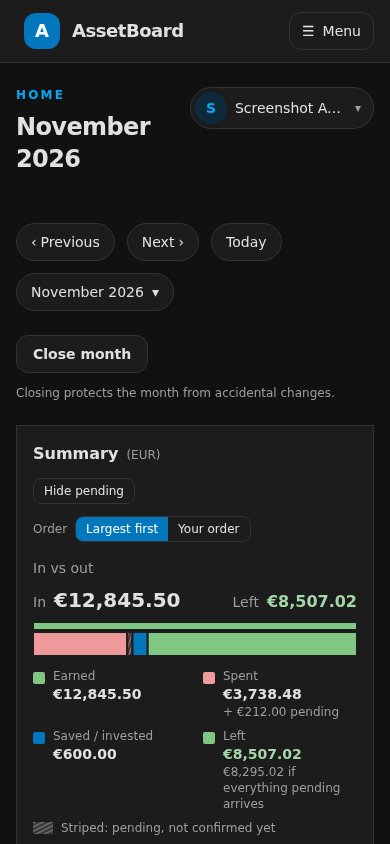 A AssetBoard
☰ Menu
HOME
November 2026
S Screenshot A... ▾
‹ Previous
Next ›
Today
November 2026 ▾
Close month
Closing protects the month from accidental changes.
Summary (EUR)
Hide pending
Order Largest first Your order
In vs out
In €12,845.50 Left €8,507.02
Earned
€12,845.50
Spent
€3,738.48
+ €212.00 pending
Saved / invested
€600.00
Left
€8,507.02
€8,295.02 if
everything pending
arrives
Striped: pending, not confirmed yet